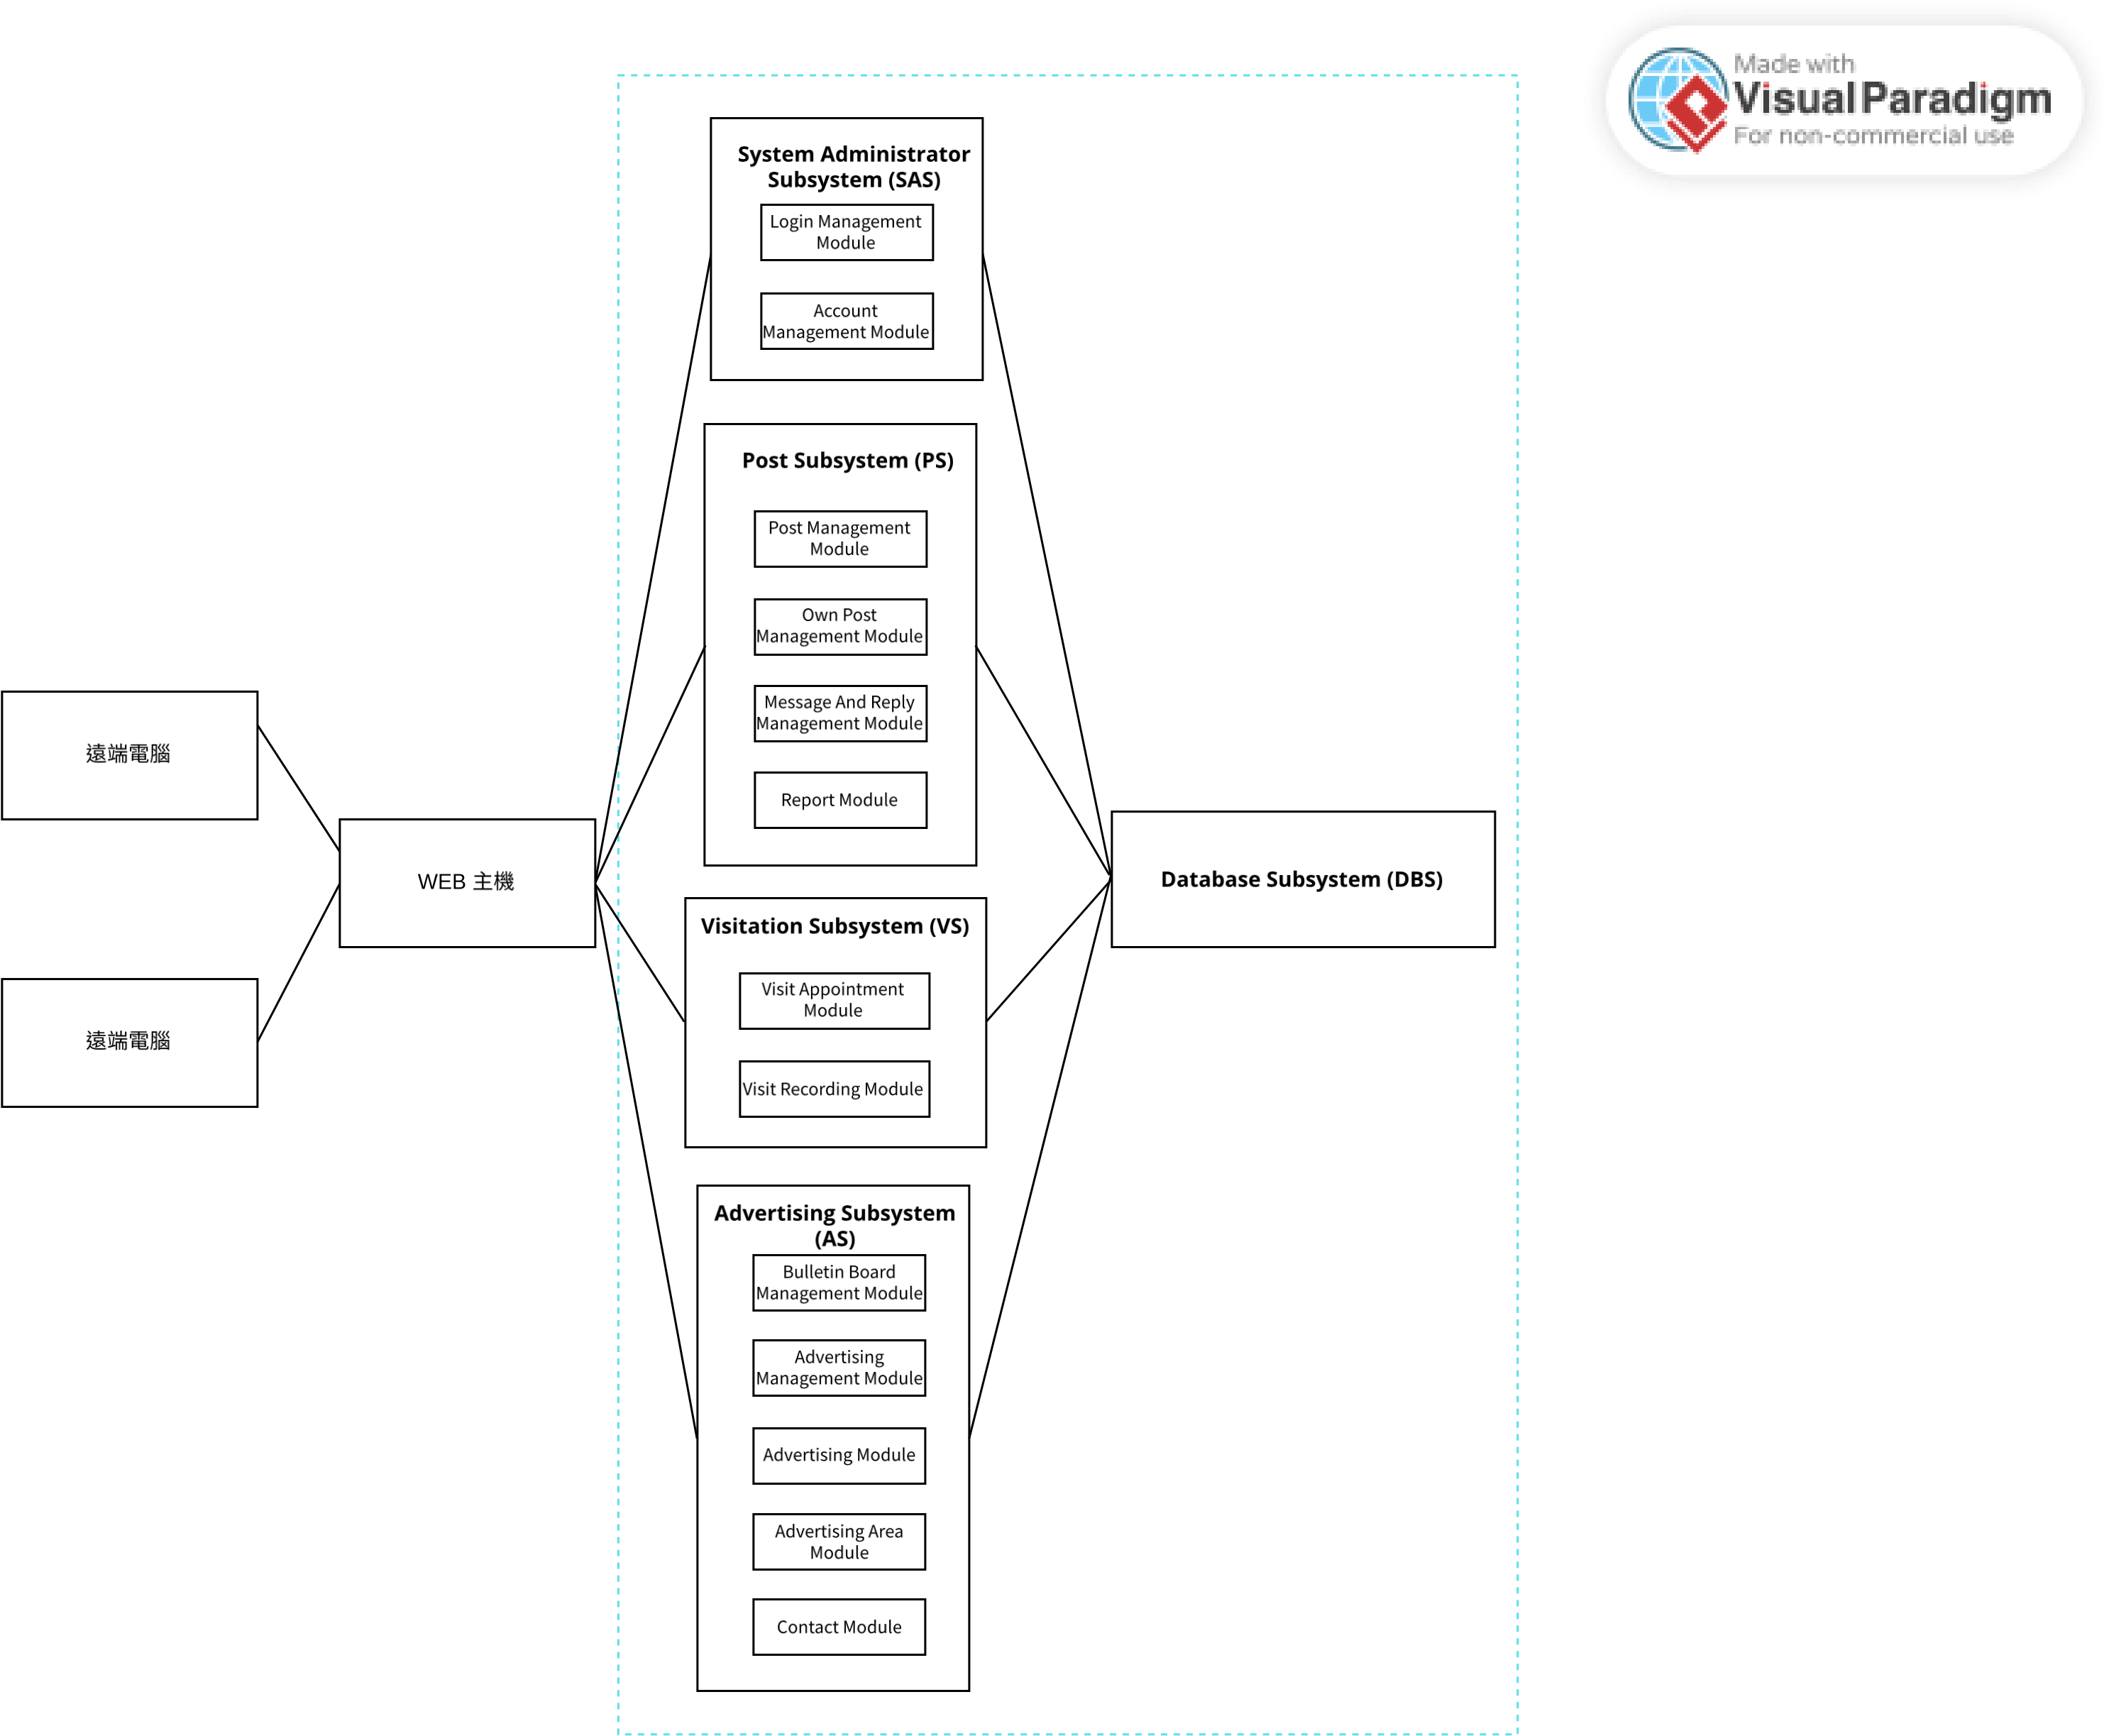 Made with
Visual Paradigm
For non-commercial use
System Administrator
Subsystem (SAS)
Login Management
Module
Account
Management Module
Post Subsystem (PS)
Post Management
Module
Own Post
Management Module
Message And Reply
Management Module
Report Module
遠端電腦
WEB 主機
遠端電腦
Database Subsystem (DBS)
Visitation Subsystem (VS)
Visit Appointment
Module
Visit Recording Module
Advertising Subsystem
(AS)
Bulletin Board
Management Module
Advertising
Management Module
Advertising Module
Advertising Area
Module
Contact Module